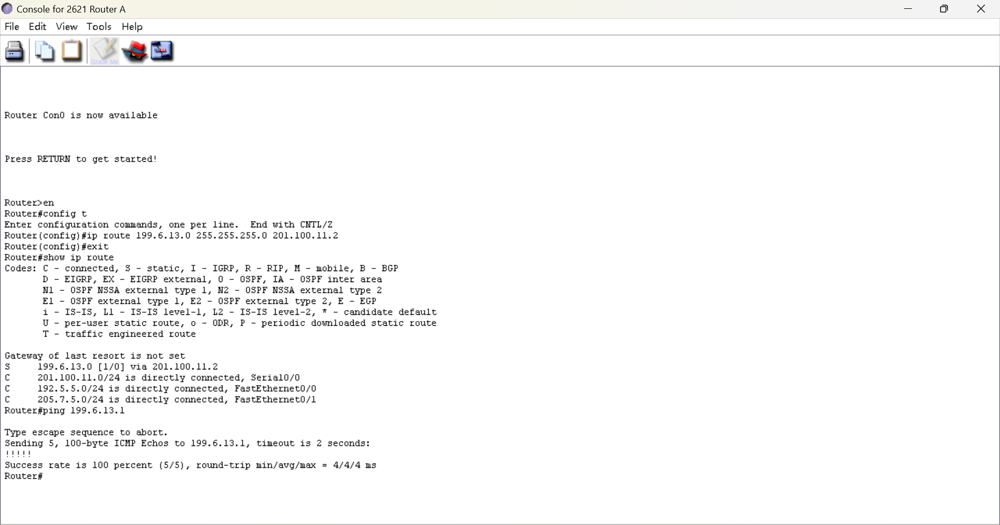 Console for 2621 Router A
File Edit View Tools Help
Grade Me
Router Con0 is now available
Press RETURN to get started!
Router>en
Router#config t
Enter configuration commands, one per line.  End with CNTL/Z
Router(config)#ip route 199.6.13.0 255.255.255.0 201.100.11.2
Router(config)#exit
Router#show ip route
Codes: C - connected, S - static, I - IGRP, R - RIP, M - mobile, B - BGP
       D - EIGRP, EX - EIGRP external, O - OSPF, IA - OSPF inter area
       N1 - OSPF NSSA external type 1, N2 - OSPF NSSA external type 2
       E1 - OSPF external type 1, E2 - OSPF external type 2, E - EGP
       i - IS-IS, L1 - IS-IS level-1, L2 - IS-IS level-2, * - candidate default
       U - per-user static route, o - ODR, P - periodic downloaded static route
       T - traffic engineered route
Gateway of last resort is not set
S     199.6.13.0 [1/0] via 201.100.11.2
C     201.100.11.0/24 is directly connected, Serial0/0
C     192.5.5.0/24 is directly connected, FastEthernet0/0
C     205.7.5.0/24 is directly connected, FastEthernet0/1
Router#ping 199.6.13.1
Type escape sequence to abort.
Sending 5, 100-byte ICMP Echos to 199.6.13.1, timeout is 2 seconds:
!!!!!
Success rate is 100 percent (5/5), round-trip min/avg/max = 4/4/4 ms
Router#